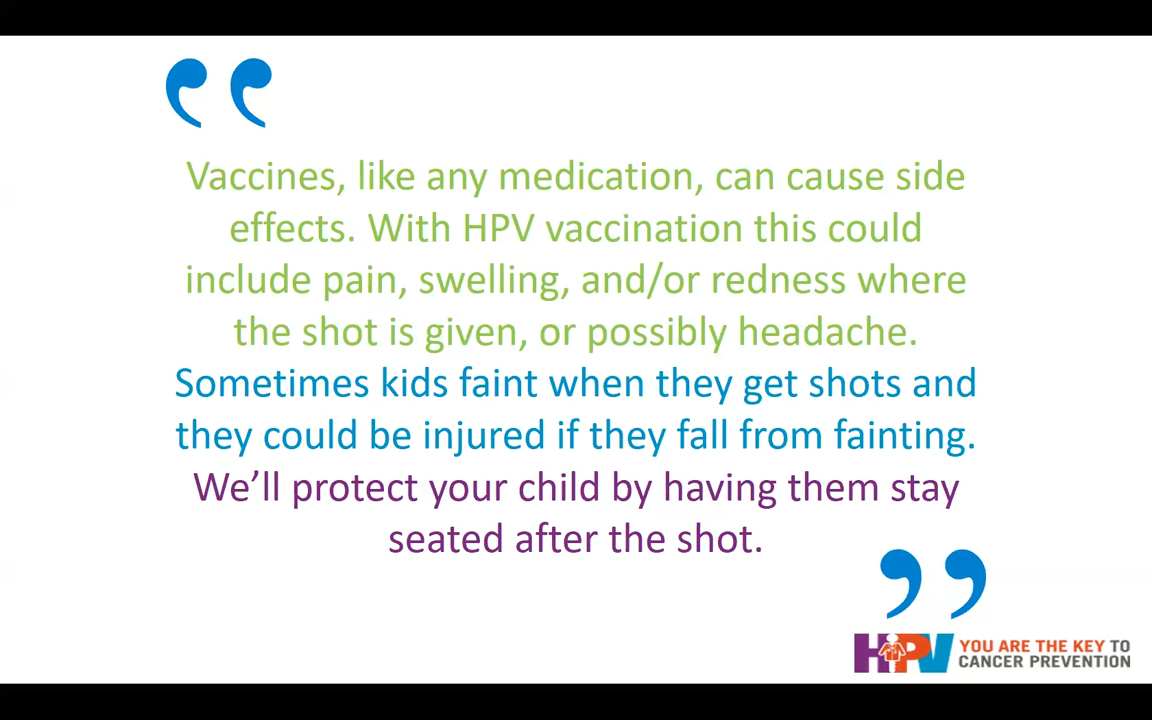 Vaccines, like any medication, can cause side
effects. With HPV vaccination this could
include pain, swelling, and/or redness where
the shot is given, or possibly headache.
Sometimes kids faint when they get shots and
they could be injured if they fall from fainting.
We’ll protect your child by having them stay
seated after the shot.
HPV YOU ARE THE KEY TO
CANCER PREVENTION